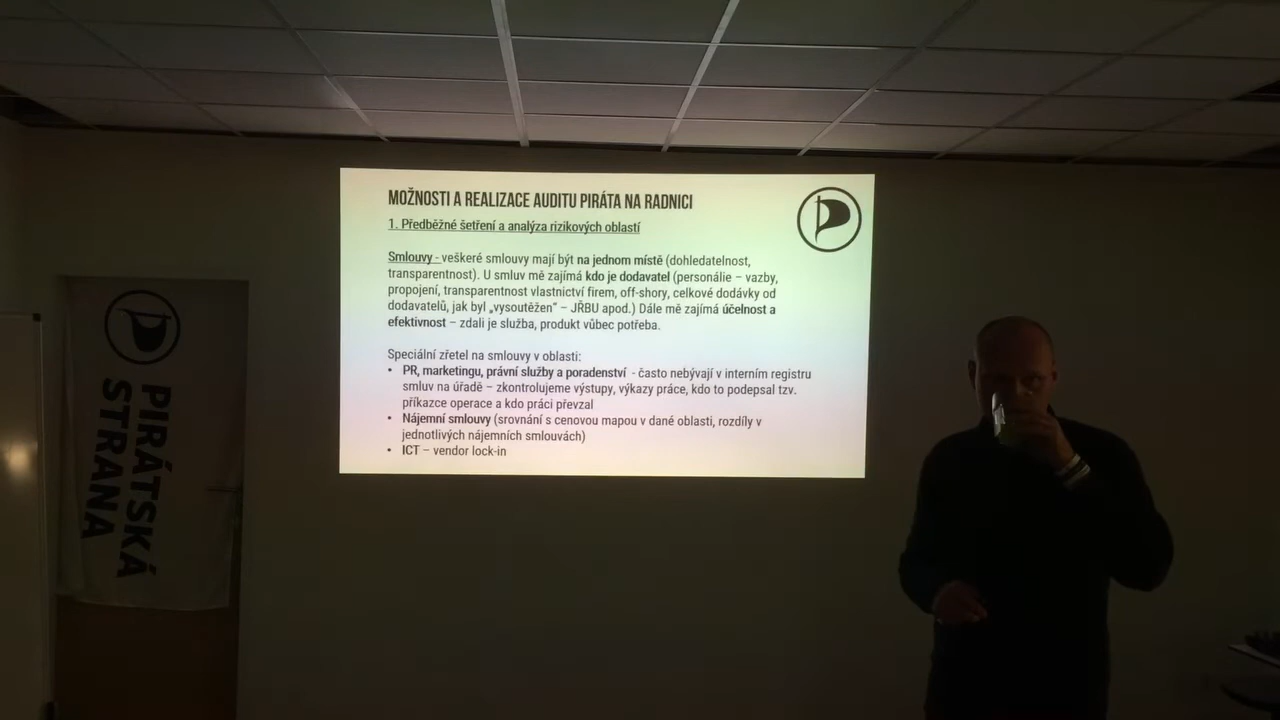 MOŽNOSTI A REALIZACE AUDITU PIRÁTA NA RADNICI
1. Předběžné šetření a analýza rizikových oblastí
Smlouvy - veškeré smlouvy mají být na jednom místě (dohledatelnost,
transparentnost). U smluv mě zajímá kdo je dodavatel (personálie – vazby,
propojení, transparentnost vlastnictví firem, off-shory, celkové dodávky od
dodavatelů, jak byl „vysoutěžen“ – JŘBU apod.) Dále mě zajímá účelnost a
efektivnost – zdali je služba, produkt vůbec potřeba.
Speciální zřetel na smlouvy v oblasti:
• PR, marketingu, právní služby a poradenství - často nebývají v interním registru
smluv na úřadě – zkontrolujeme výstupy, výkazy práce, kdo to podepsal tzv.
příkazce operace a kdo práci převzal
• Nájemní smlouvy (srovnání s cenovou mapou v dané oblasti, rozdíly v
jednotlivých nájemních smlouvách)
• ICT – vendor lock-in
PIRÁTSKÁ
STRANA